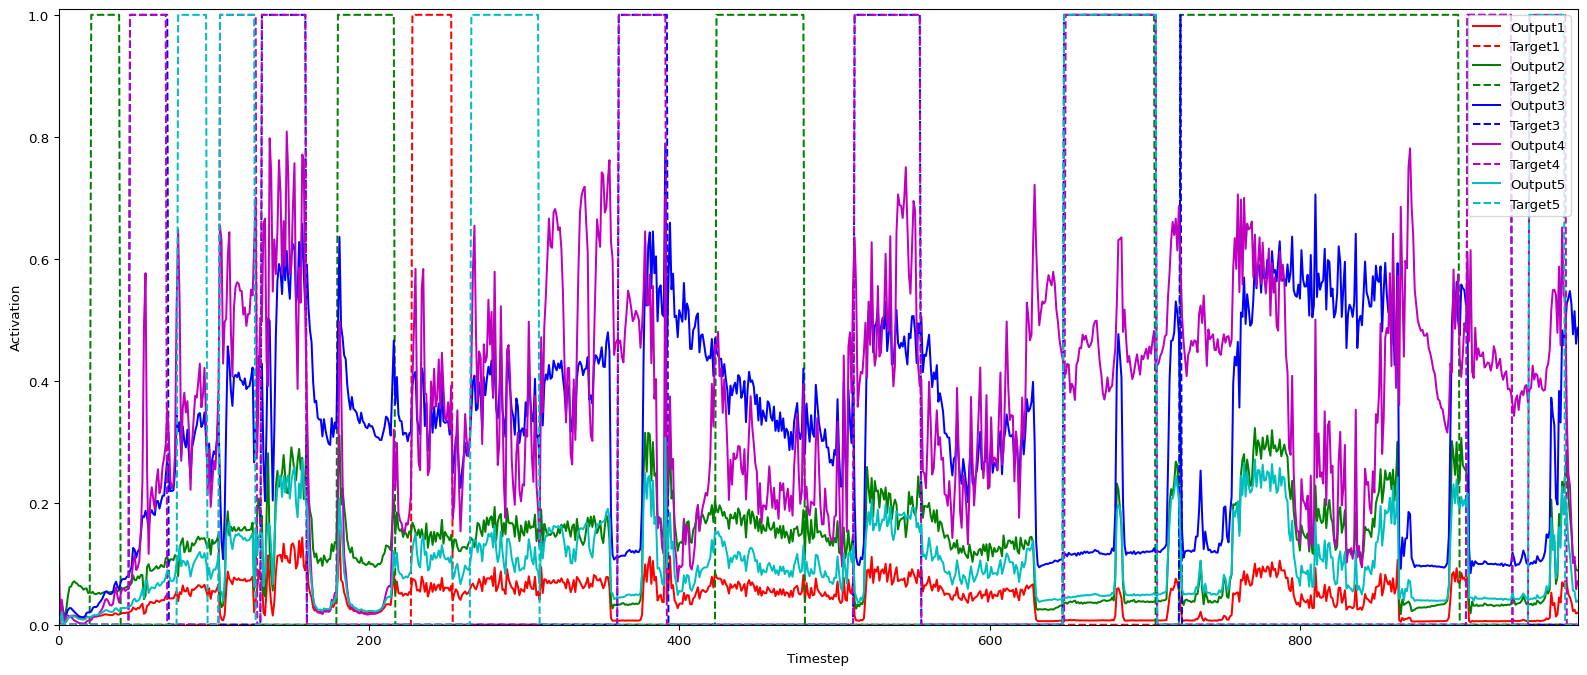 1.0
0.8
0.6
0.4
0.2
0.0
Activation
0
200
400
600
800
Timestep
Output1
Target1
Output2
Target2
Output3
Target3
Output4
Target4
Output5
Target5